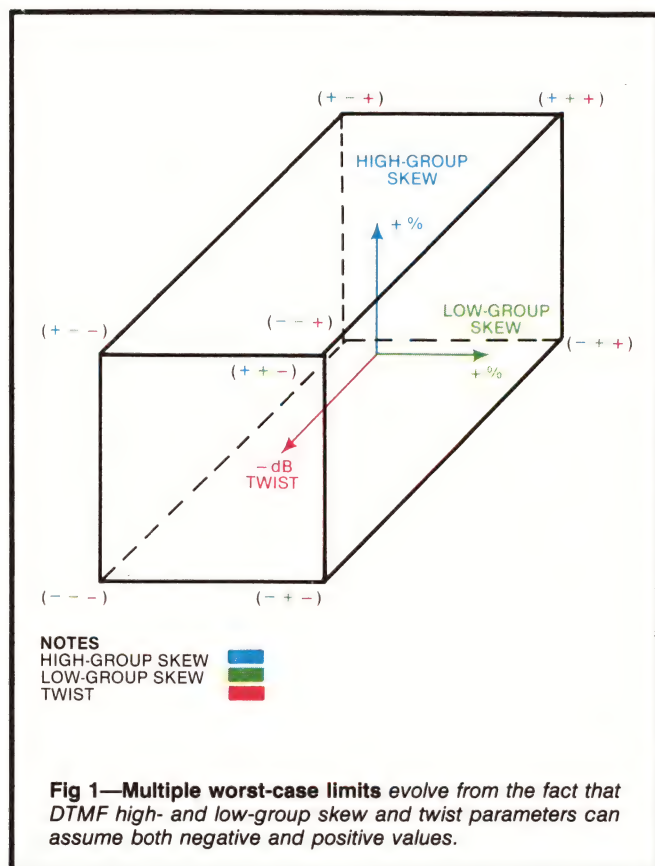 (+ − +)
(+ + +)
HIGH-GROUP
SKEW
+ %
(+ − −)
(− − +)
LOW-GROUP
SKEW
(− + +)
(+ + −)
+ %
− dB
TWIST
(− − −)
(− + −)
NOTES
HIGH-GROUP SKEW
LOW-GROUP SKEW
TWIST
Fig 1—Multiple worst-case limits evolve from the fact that
DTMF high- and low-group skew and twist parameters can
assume both negative and positive values.